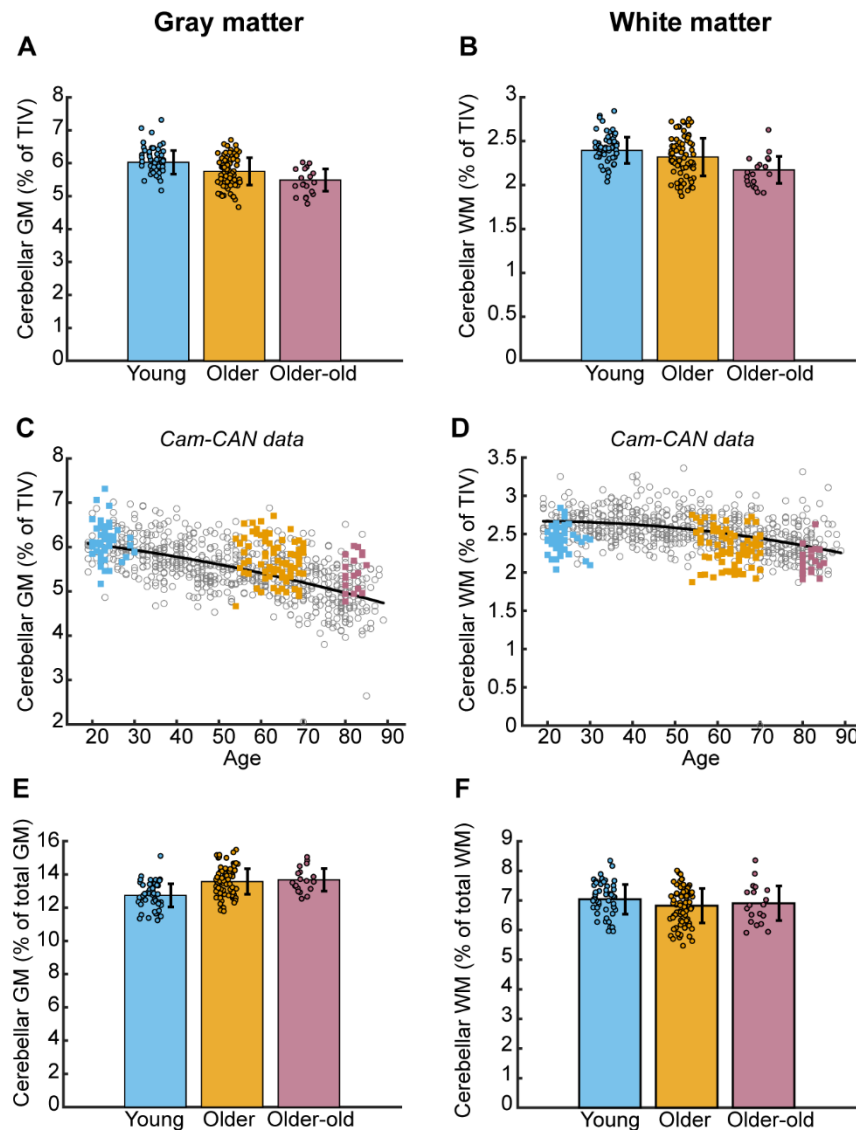 Gray matter
White matter
A
Cerebellar GM (% of TIV)
8
7
6
5
4
3
2
1
0
Young Older Older-old
B
Cerebellar WM (% of TIV)
3
2.5
2
1.5
1
0.5
0
Young Older Older-old
C
Cam-CAN data
Cerebellar GM (% of TIV)
8
7
6
5
4
3
2
20 30 40 50 60 70 80 90
Age
D
Cam-CAN data
Cerebellar WM (% of TIV)
3.5
3
2.5
2
1.5
1
0.5
0
20 30 40 50 60 70 80 90
Age
E
Cerebellar GM (% of total GM)
16
14
12
10
8
6
4
2
0
Young Older Older-old
F
Cerebellar WM (% of total WM)
9
8
7
6
5
4
3
2
1
0
Young Older Older-old